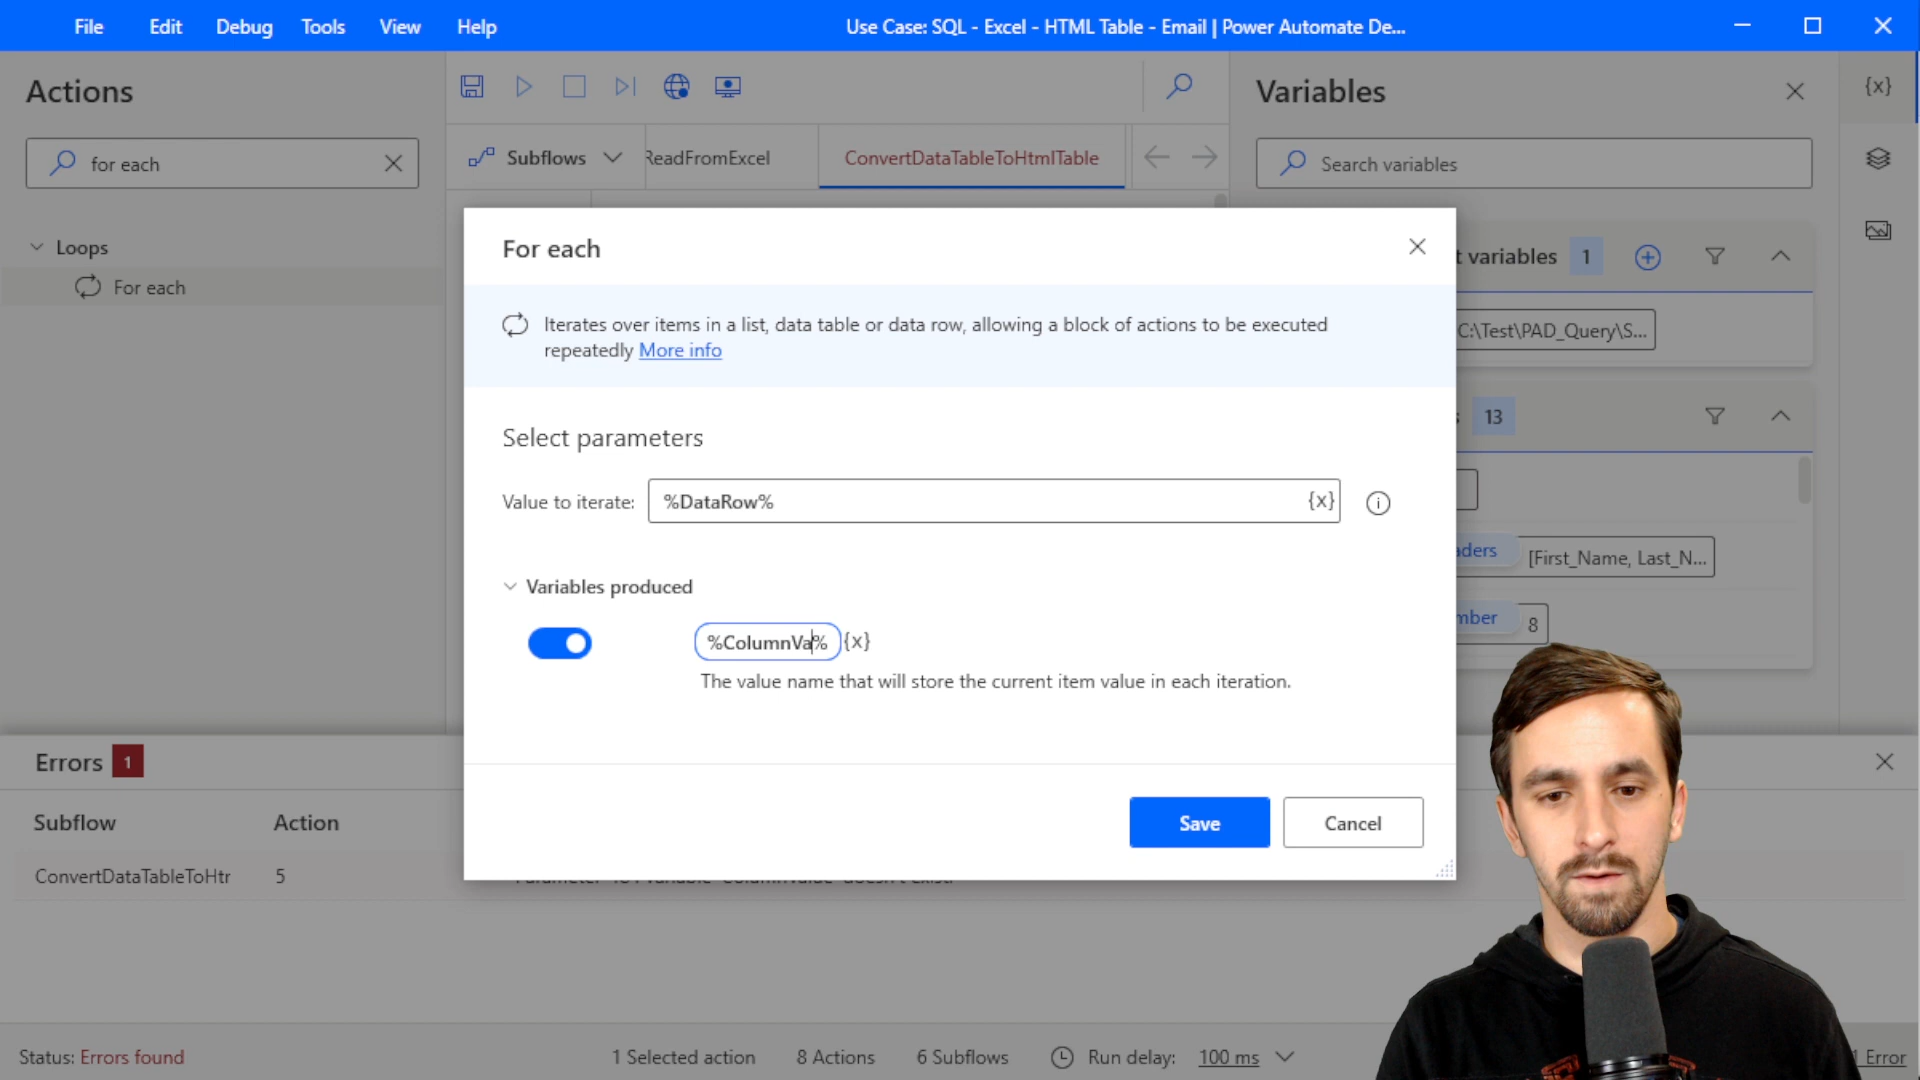 File Edit Debug Tools View Help
Use Case: SQL - Excel - HTML Table - Email | Power Automate De...
Actions
for each
Loops
For each
Subflows
ReadFromExcel
ConvertDataTableToHtmlTable
Variables
{x}
Search variables
t variables 1
C:\Test\PAD_Query\S...
13
aders [First_Name, Last_N...
mber 8
For each
Iterates over items in a list, data table or data row, allowing a block of actions to be executed
repeatedly More info
Select parameters
Value to iterate: %DataRow% {x}
Variables produced
%ColumnVa% {x}
The value name that will store the current item value in each iteration.
Save Cancel
Errors 1
Subflow Action
ConvertDataTableToHtr 5
Status: Errors found
1 Selected action 8 Actions 6 Subflows Run delay: 100 ms
1 Error